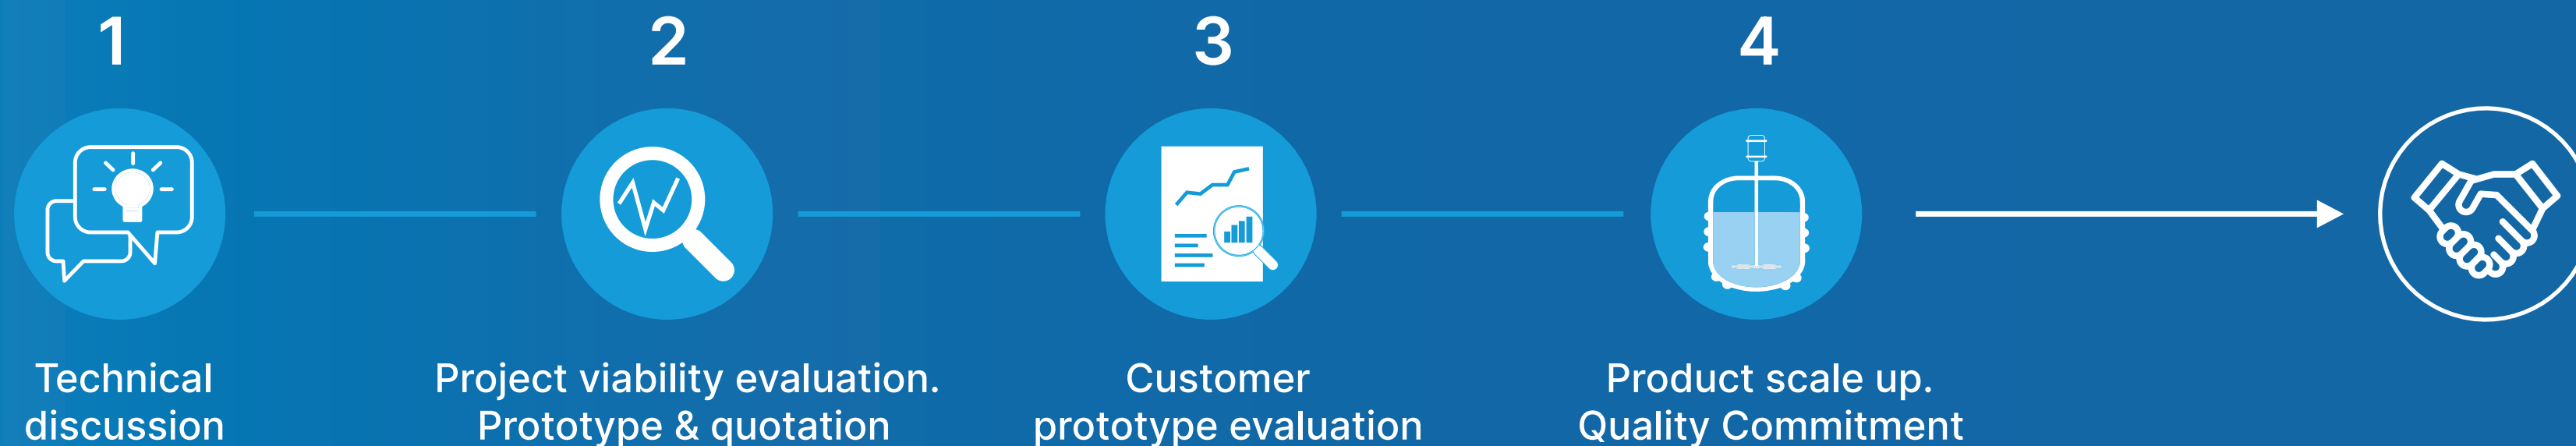 1
2
3
4
Technical
discussion
Project viability evaluation.
Prototype & quotation
Customer
prototype evaluation
Product scale up.
Quality Commitment